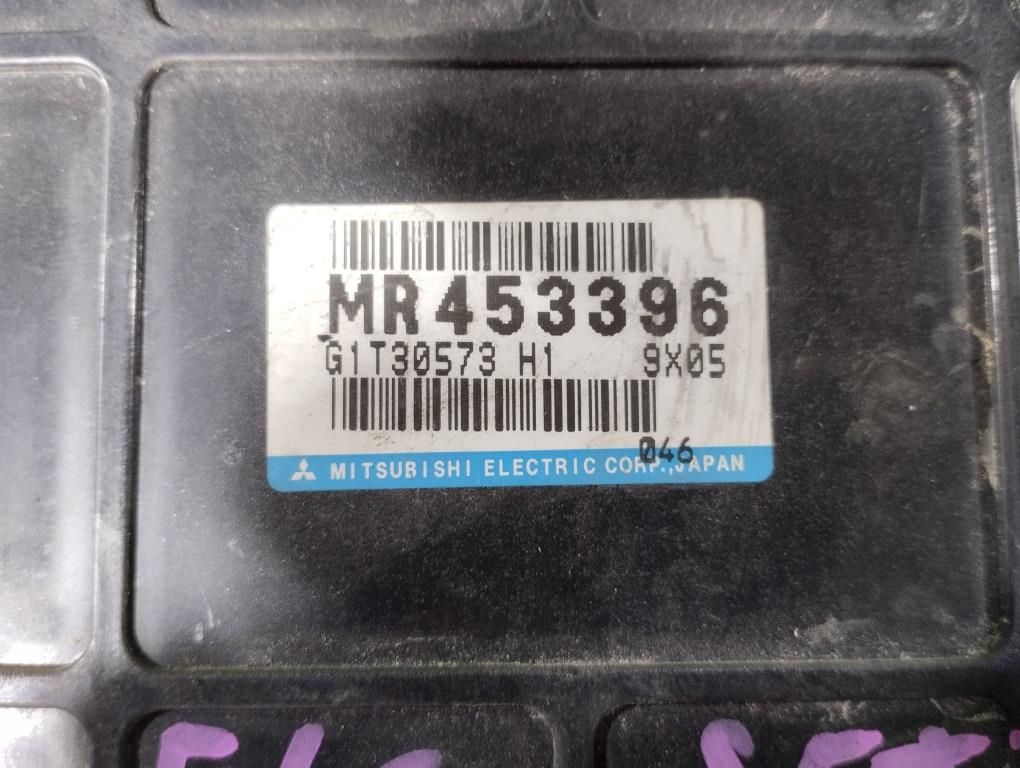 MR453396
G1T30573 H1 9X05
046
MITSUBISHI ELECTRIC CORP.,JAPAN